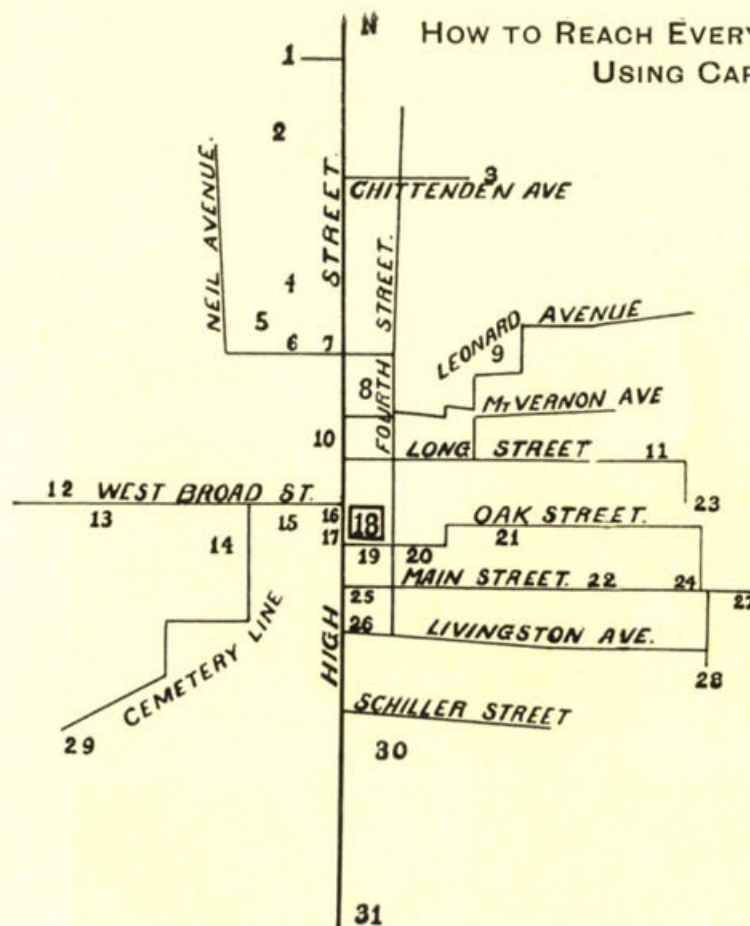 N
HOW TO REACH EVERY
USING CAR
1
2
NEIL AVENUE.
HIGH STREET.
3
CHITTENDEN AVE
4
FOURTH STREET.
5
6
7
LEONARD AVENUE
9
8
MT VERNON AVE
10
LONG STREET
11
12
WEST BROAD ST.
13
14
15
16
17
18
23
OAK STREET.
19
20
21
MAIN STREET.
22
24
25
27
26
LIVINGSTON AVE.
28
CEMETERY LINE
29
SCHILLER STREET
30
31